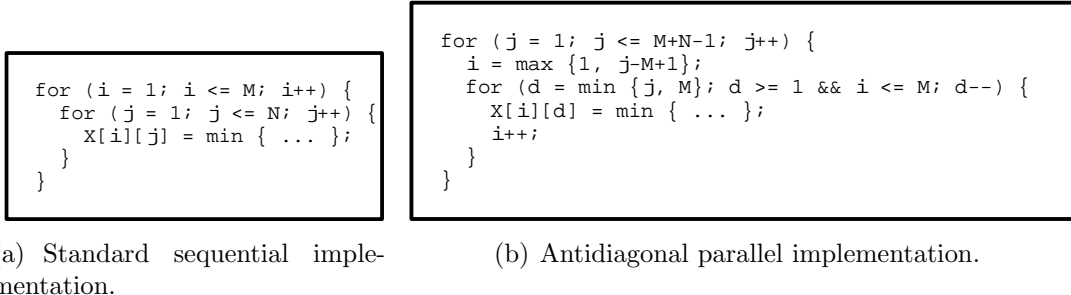 for (i = 1; i <= M; i++) {
  for (j = 1; j <= N; j++) {
    X[i][j] = min { ... };
  }
}
a) Standard sequential imple-
mentation.
for (j = 1; j <= M+N-1; j++) {
  i = max {1, j-M+1};
  for (d = min {j, M}; d >= 1 && i <= M; d--) {
    X[i][d] = min { ... };
    i++;
  }
}
(b) Antidiagonal parallel implementation.